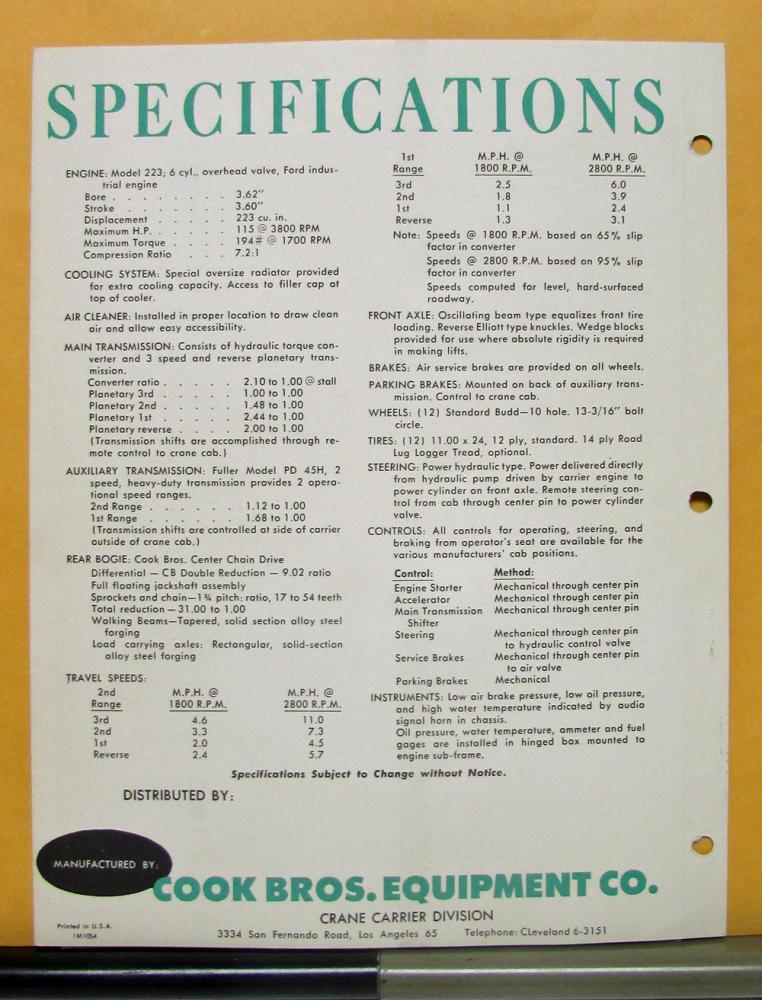 SPECIFICATIONS
ENGINE: Model 223; 6 cyl., overhead valve, Ford indus-
trial engine
Bore . . . . . . . . 3.62"
Stroke . . . . . . . 3.60"
Displacement . . . . . 223 cu. in.
Maximum H.P. . . . . . 115 @ 3800 RPM
Maximum Torque . . . . 194# @ 1700 RPM
Compression Ratio . . . 7.2:1
COOLING SYSTEM: Special oversize radiator provided
for extra cooling capacity. Access to filler cap at
top of cooler.
AIR CLEANER: Installed in proper location to draw clean
air and allow easy accessibility.
MAIN TRANSMISSION: Consists of hydraulic torque con-
verter and 3 speed and reverse planetary trans-
mission.
Converter ratio . . . . . 2.10 to 1.00 @ stall
Planetary 3rd . . . . . 1.00 to 1.00
Planetary 2nd . . . . . 1.48 to 1.00
Planetary 1st . . . . . 2.44 to 1.00
Planetary reverse . . . . 2.00 to 1.00
(Transmission shifts are accomplished through re-
mote control to crane cab.)
AUXILIARY TRANSMISSION: Fuller Model PD 45H, 2
speed, heavy-duty transmission provides 2 opera-
tional speed ranges.
2nd Range . . . . . . 1.12 to 1.00
1st Range . . . . . . 1.68 to 1.00
(Transmission shifts are controlled at side of carrier
outside of crane cab.)
REAR BOGIE: Cook Bros. Center Chain Drive
Differential — CB Double Reduction — 9.02 ratio
Full floating jackshaft assembly
Sprockets and chain—1¾ pitch: ratio, 17 to 54 teeth
Total reduction — 31.00 to 1.00
Walking Beams—Tapered, solid section alloy steel
forging
Load carrying axles: Rectangular, solid-section
alloy steel forging
TRAVEL SPEEDS:
2nd M.P.H. @ M.P.H. @
Range 1800 R.P.M. 2800 R.P.M.
3rd 4.6 11.0
2nd 3.3 7.3
1st 2.0 4.5
Reverse 2.4 5.7
1st M.P.H. @ M.P.H. @
Range 1800 R.P.M. 2800 R.P.M.
3rd 2.5 6.0
2nd 1.8 3.9
1st 1.1 2.4
Reverse 1.3 3.1
Note: Speeds @ 1800 R.P.M. based on 65% slip
factor in converter
Speeds @ 2800 R.P.M. based on 95% slip
factor in converter
Speeds computed for level, hard-surfaced
roadway.
FRONT AXLE: Oscillating beam type equalizes front tire
loading. Reverse Elliott type knuckles. Wedge blocks
provided for use where absolute rigidity is required
in making lifts.
BRAKES: Air service brakes are provided on all wheels.
PARKING BRAKES: Mounted on back of auxiliary trans-
mission. Control to crane cab.
WHEELS: (12) Standard Budd—10 hole. 13-3/16" bolt
circle.
TIRES: (12) 11.00 x 24, 12 ply, standard. 14 ply Road
Lug Logger Tread, optional.
STEERING: Power hydraulic type. Power delivered directly
from hydraulic pump driven by carrier engine to
power cylinder on front axle. Remote steering con-
trol from cab through center pin to power cylinder
valve.
CONTROLS: All controls for operating, steering, and
braking from operator's seat are available for the
various manufacturers' cab positions.
Control: Method:
Engine Starter Mechanical through center pin
Accelerator Mechanical through center pin
Main Transmission Mechanical through center pin
Shifter
Steering Mechanical through center pin
to hydraulic control valve
Service Brakes Mechanical through center pin
to air valve
Parking Brakes Mechanical
INSTRUMENTS: Low air brake pressure, low oil pressure,
and high water temperature indicated by audio
signal horn in chassis.
Oil pressure, water temperature, ammeter and fuel
gages are installed in hinged box mounted to
engine sub-frame.
Specifications Subject to Change without Notice.
DISTRIBUTED BY:
MANUFACTURED BY:
COOK BROS. EQUIPMENT CO.
CRANE CARRIER DIVISION
3334 San Fernando Road, Los Angeles 65 Telephone: CLeveland 6-3151
Printed in U.S.A.
1M1054